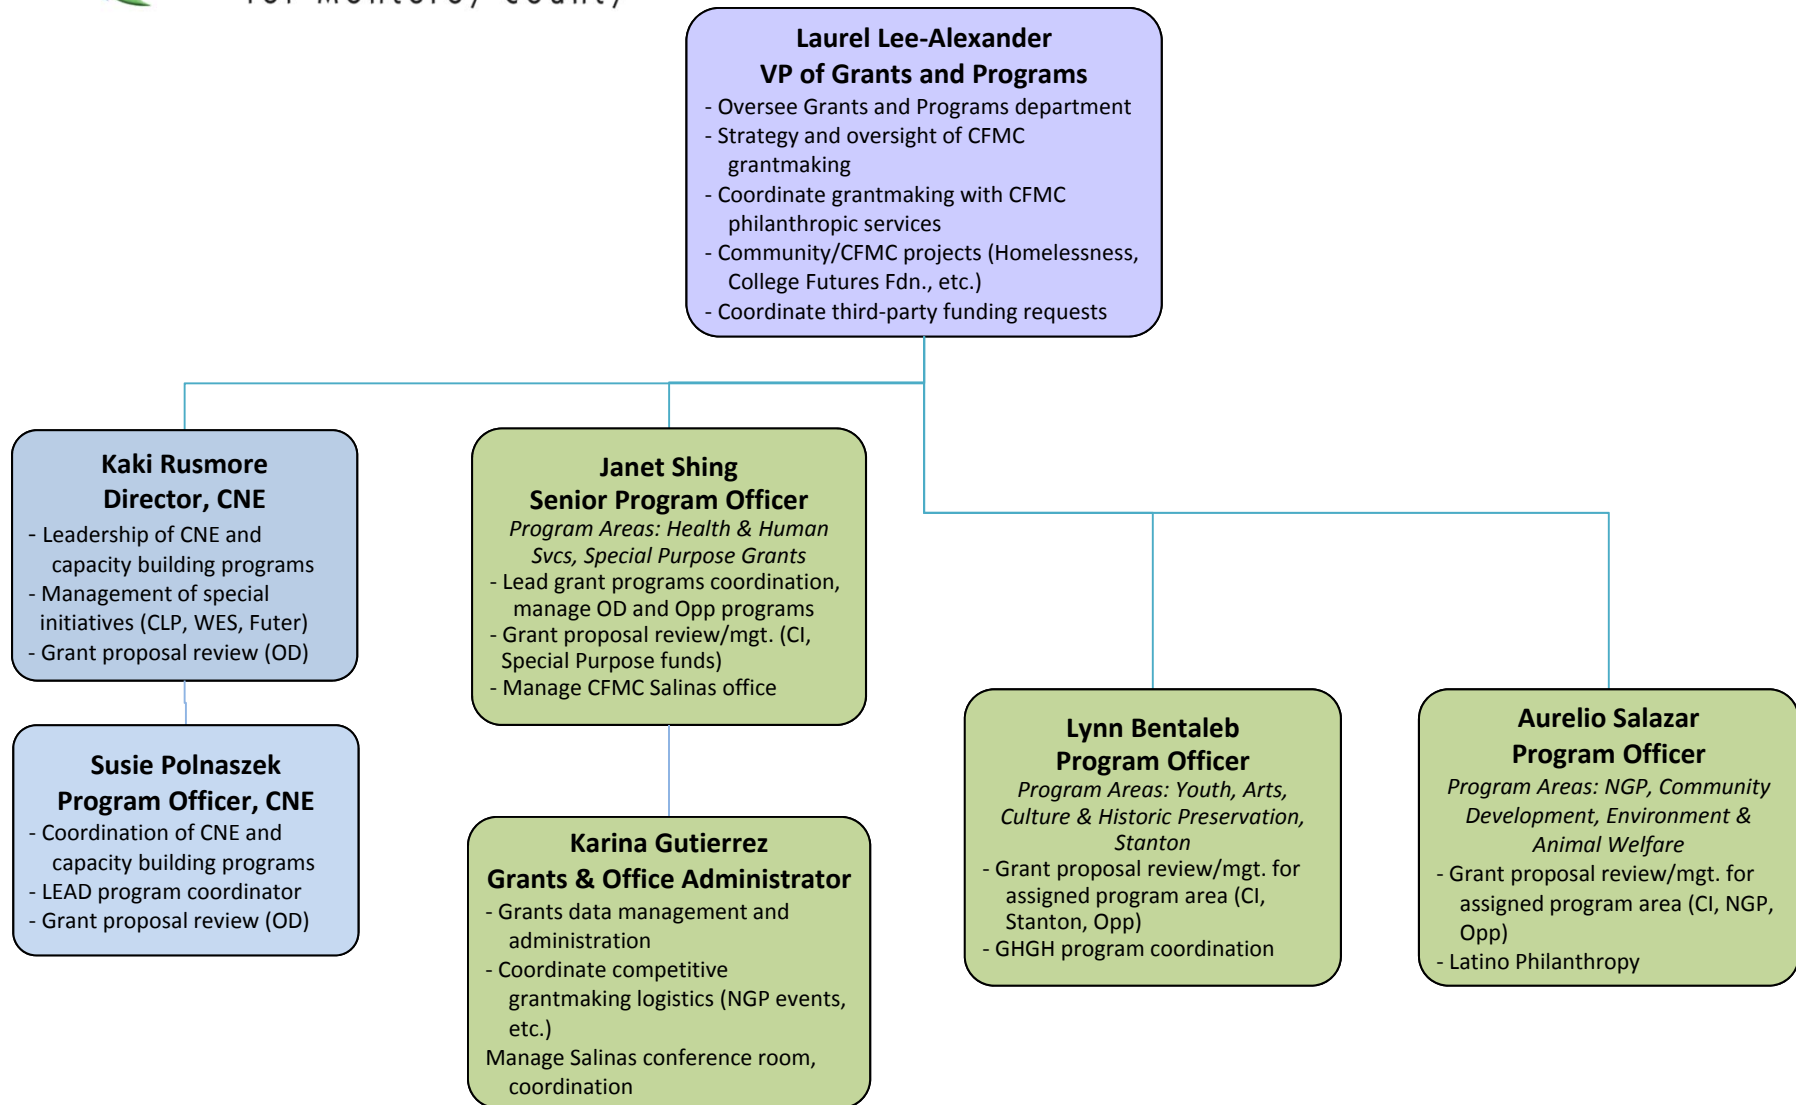 for Monterey County
Laurel Lee-Alexander
VP of Grants and Programs
- Oversee Grants and Programs department
- Strategy and oversight of CFMC
grantmaking
- Coordinate grantmaking with CFMC
philanthropic services
- Community/CFMC projects (Homelessness,
College Futures Fdn., etc.)
- Coordinate third-party funding requests
Kaki Rusmore
Director, CNE
- Leadership of CNE and
capacity building programs
- Management of special
initiatives (CLP, WES, Futer)
- Grant proposal review (OD)
Susie Polnaszek
Program Officer, CNE
- Coordination of CNE and
capacity building programs
- LEAD program coordinator
- Grant proposal review (OD)
Janet Shing
Senior Program Officer
Program Areas: Health & Human
Svcs, Special Purpose Grants
- Lead grant programs coordination,
manage OD and Opp programs
- Grant proposal review/mgt. (CI,
Special Purpose funds)
- Manage CFMC Salinas office
Karina Gutierrez
Grants & Office Administrator
- Grants data management and
administration
- Coordinate competitive
grantmaking logistics (NGP events,
etc.)
Manage Salinas conference room,
coordination
Lynn Bentaleb
Program Officer
Program Areas: Youth, Arts,
Culture & Historic Preservation,
Stanton
- Grant proposal review/mgt. for
assigned program area (CI,
Stanton, Opp)
- GHGH program coordination
Aurelio Salazar
Program Officer
Program Areas: NGP, Community
Development, Environment &
Animal Welfare
- Grant proposal review/mgt. for
assigned program area (CI, NGP,
Opp)
- Latino Philanthropy